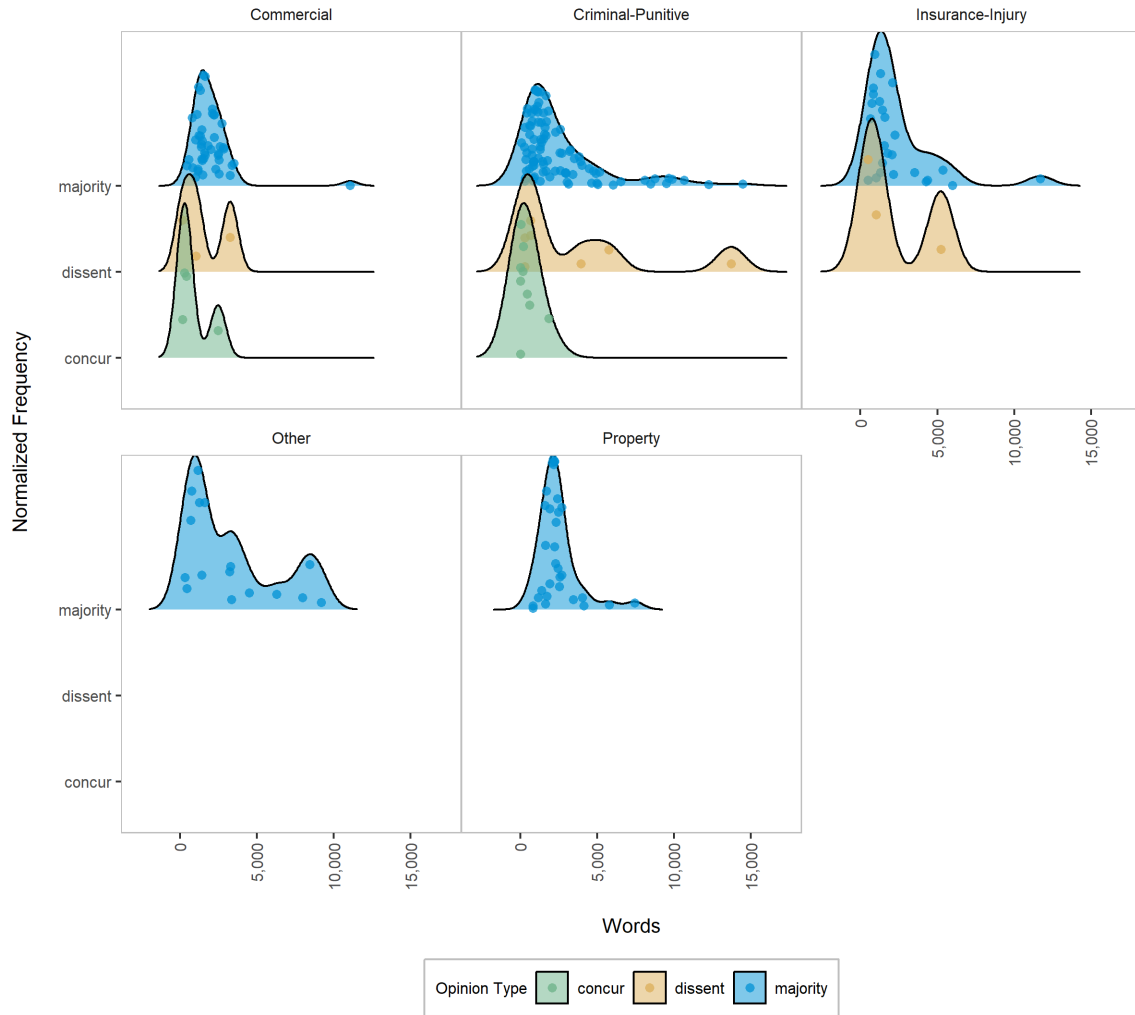 Commercial
Criminal-Punitive
Insurance-Injury
majority
dissent
concur
0
5,000
10,000
15,000
Other
Property
majority
dissent
concur
0
5,000
10,000
15,000
0
5,000
10,000
15,000
Normalized Frequency
Words
Opinion Type
concur
dissent
majority